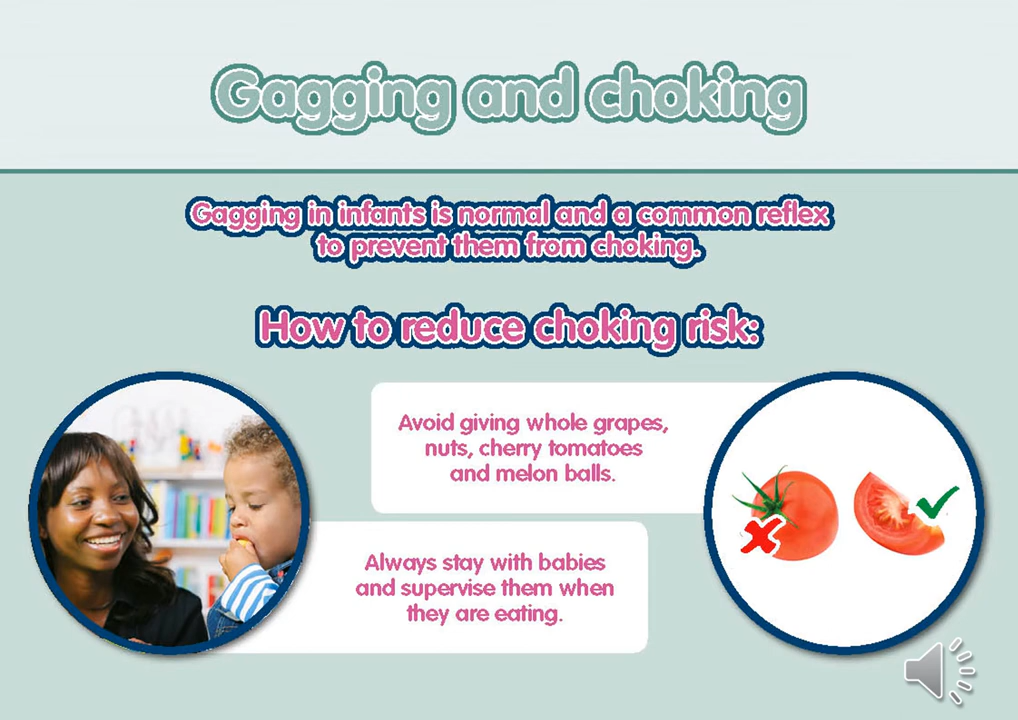 Gagging and choking
Gagging in infants is normal and a common reflex
to prevent them from choking.
How to reduce choking risk:
Avoid giving whole grapes,
nuts, cherry tomatoes
and melon balls.
Always stay with babies
and supervise them when
they are eating.